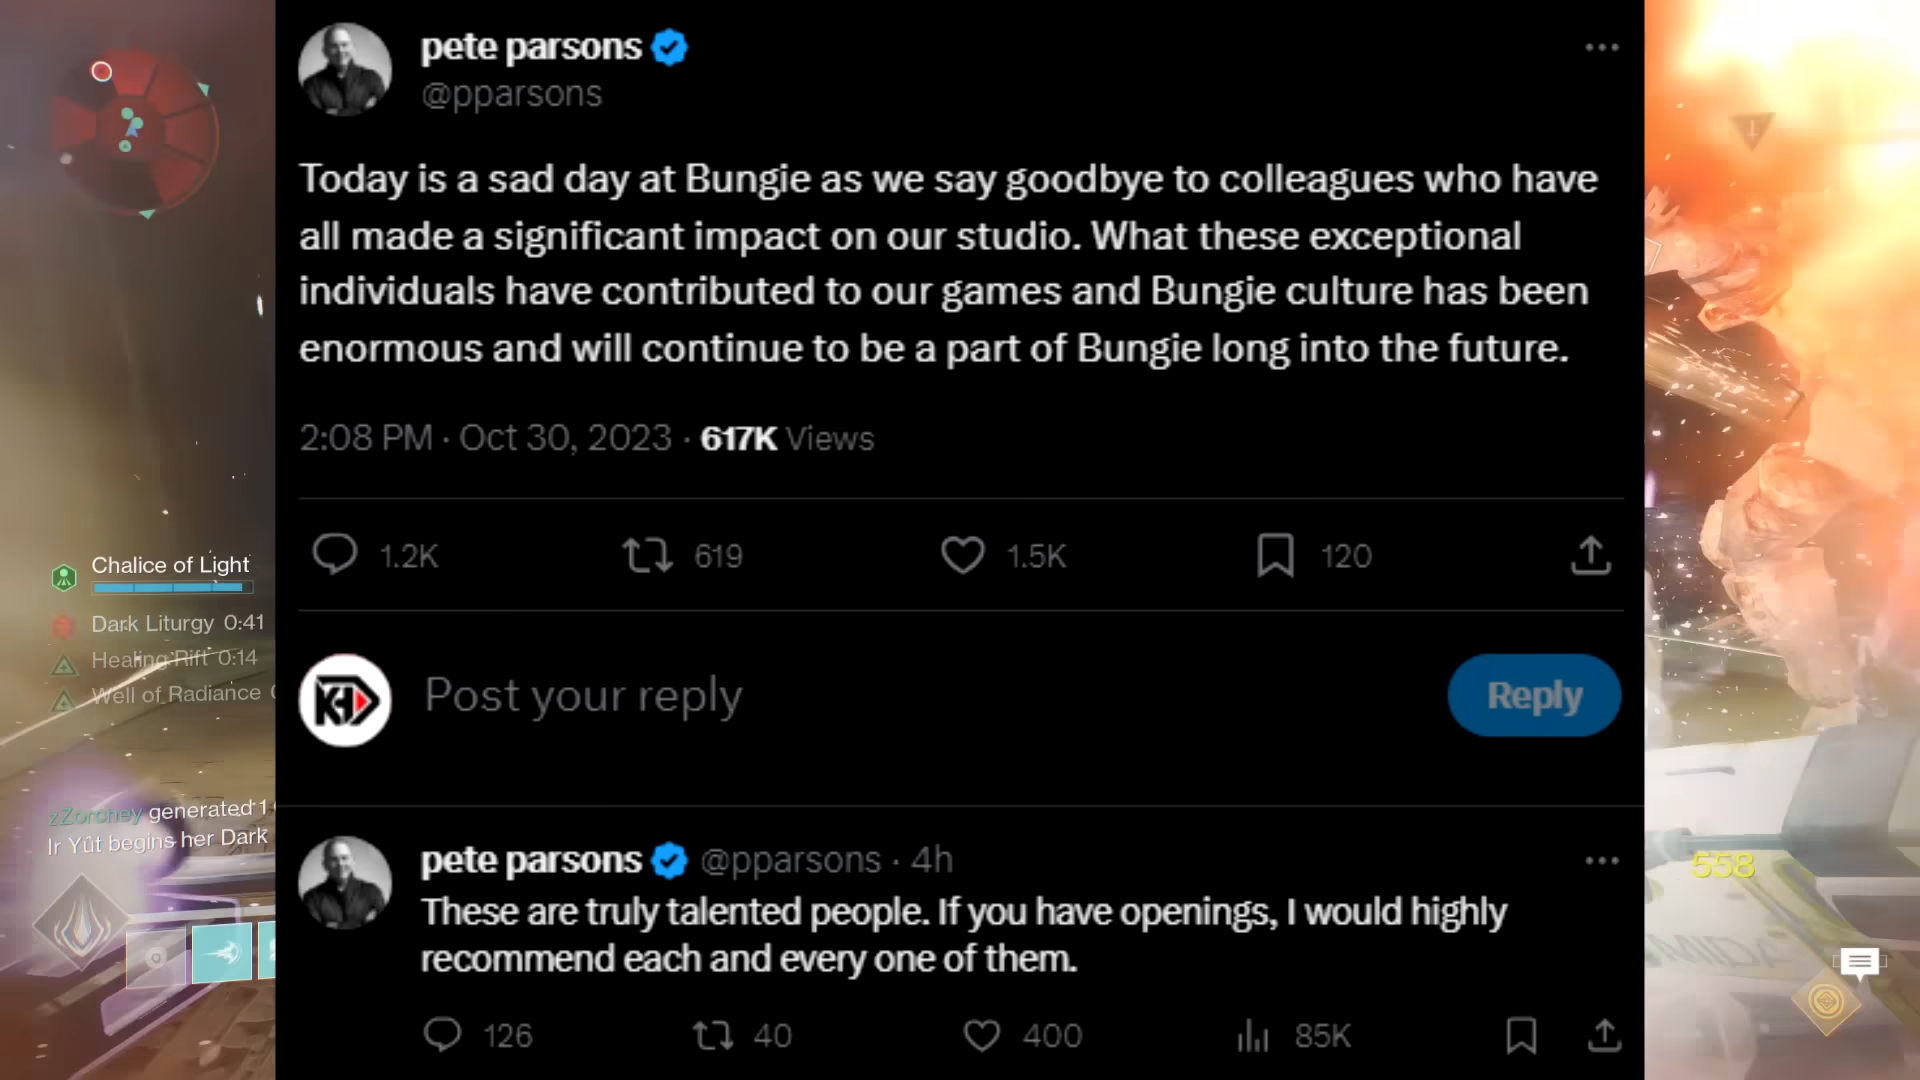 pete parsons
@pparsons
Today is a sad day at Bungie as we say goodbye to colleagues who have
all made a significant impact on our studio. What these exceptional
individuals have contributed to our games and Bungie culture has been
enormous and will continue to be a part of Bungie long into the future.
2:08 PM · Oct 30, 2023 · 617K Views
1.2K 619 1.5K 120
KD
Post your reply
Reply
pete parsons @pparsons · 4h
These are truly talented people. If you have openings, I would highly
recommend each and every one of them.
126 40 400 85K
Chalice of Light
Dark Liturgy 0:41
Healing Rift 0:14
Well of Radiance
zZorchey generated 1
Ir Yût begins her Dark
558